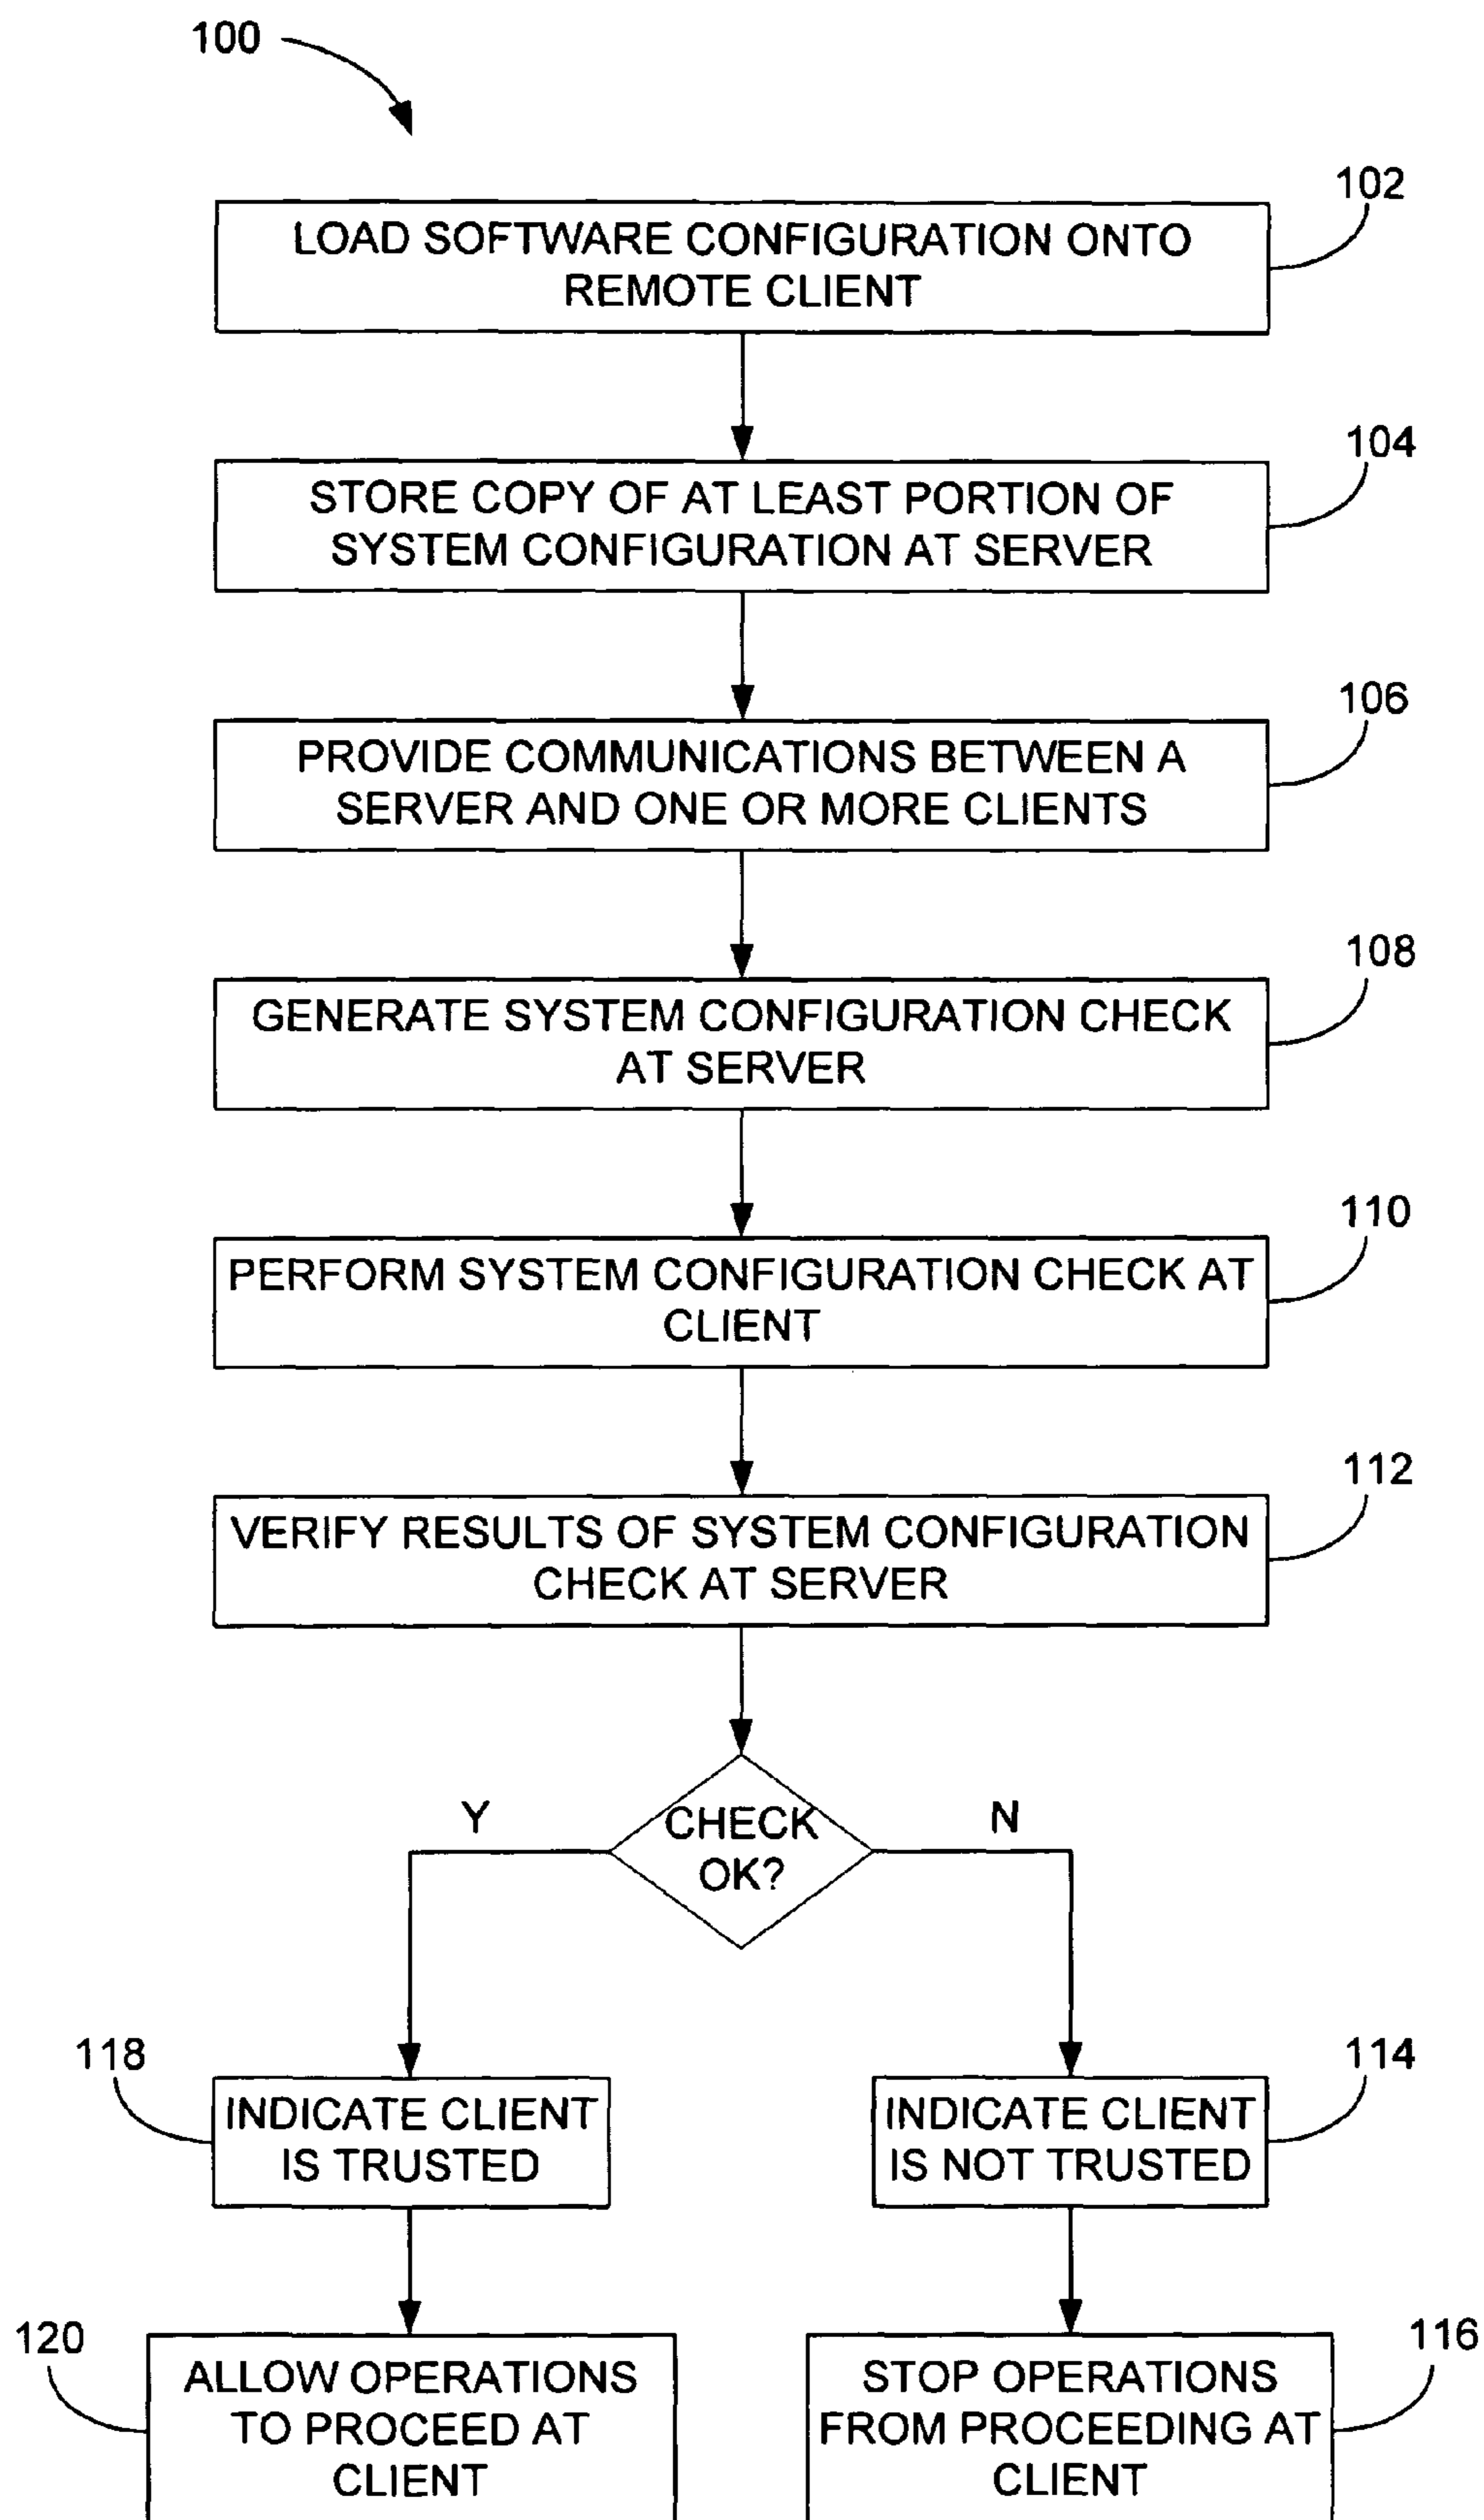 100
102
LOAD SOFTWARE CONFIGURATION ONTO
REMOTE CLIENT
104
STORE COPY OF AT LEAST PORTION OF
SYSTEM CONFIGURATION AT SERVER
106
PROVIDE COMMUNICATIONS BETWEEN A
SERVER AND ONE OR MORE CLIENTS
108
GENERATE SYSTEM CONFIGURATION CHECK
AT SERVER
110
PERFORM SYSTEM CONFIGURATION CHECK AT
CLIENT
112
VERIFY RESULTS OF SYSTEM CONFIGURATION
CHECK AT SERVER
Y
CHECK
OK?
N
118
INDICATE CLIENT
IS TRUSTED
114
INDICATE CLIENT
IS NOT TRUSTED
120
ALLOW OPERATIONS
TO PROCEED AT
CLIENT
116
STOP OPERATIONS
FROM PROCEEDING AT
CLIENT